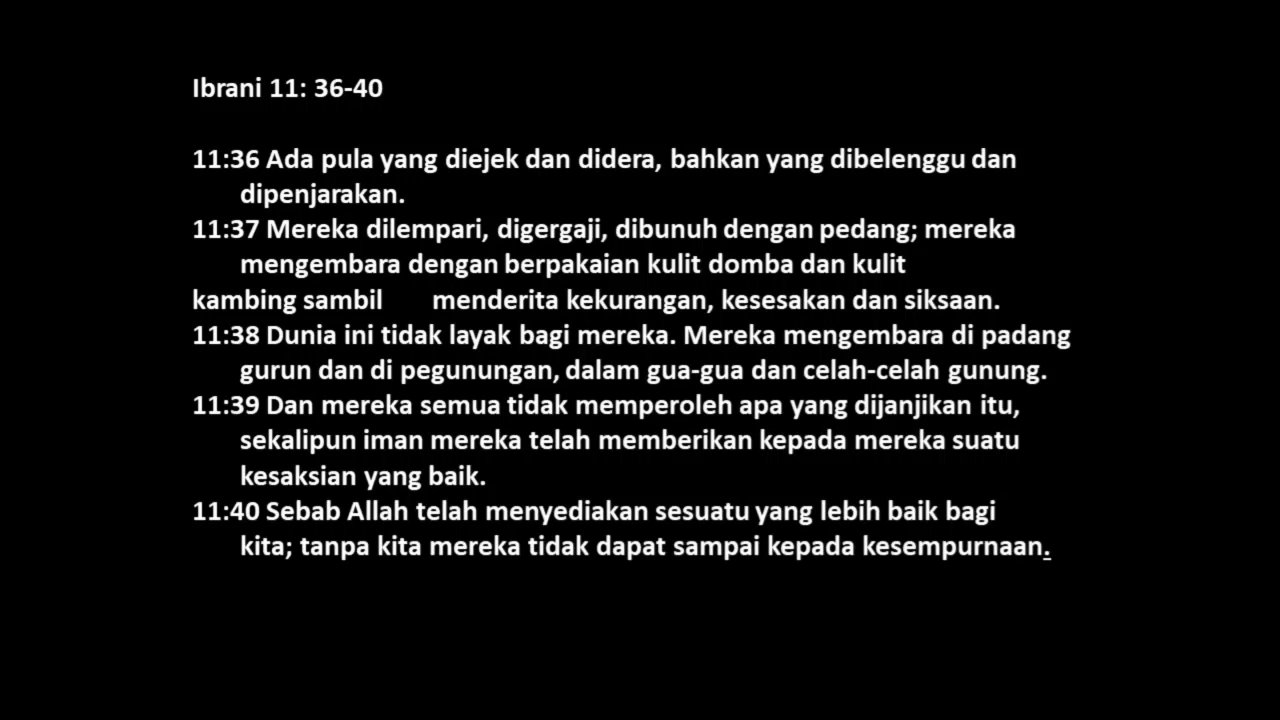 Ibrani 11: 36-40
11:36 Ada pula yang diejek dan didera, bahkan yang dibelenggu dan
dipenjarakan.
11:37 Mereka dilempari, digergaji, dibunuh dengan pedang; mereka
mengembara dengan berpakaian kulit domba dan kulit
kambing sambil menderita kekurangan, kesesakan dan siksaan.
11:38 Dunia ini tidak layak bagi mereka. Mereka mengembara di padang
gurun dan di pegunungan, dalam gua-gua dan celah-celah gunung.
11:39 Dan mereka semua tidak memperoleh apa yang dijanjikan itu,
sekalipun iman mereka telah memberikan kepada mereka suatu
kesaksian yang baik.
11:40 Sebab Allah telah menyediakan sesuatu yang lebih baik bagi
kita; tanpa kita mereka tidak dapat sampai kepada kesempurnaan.